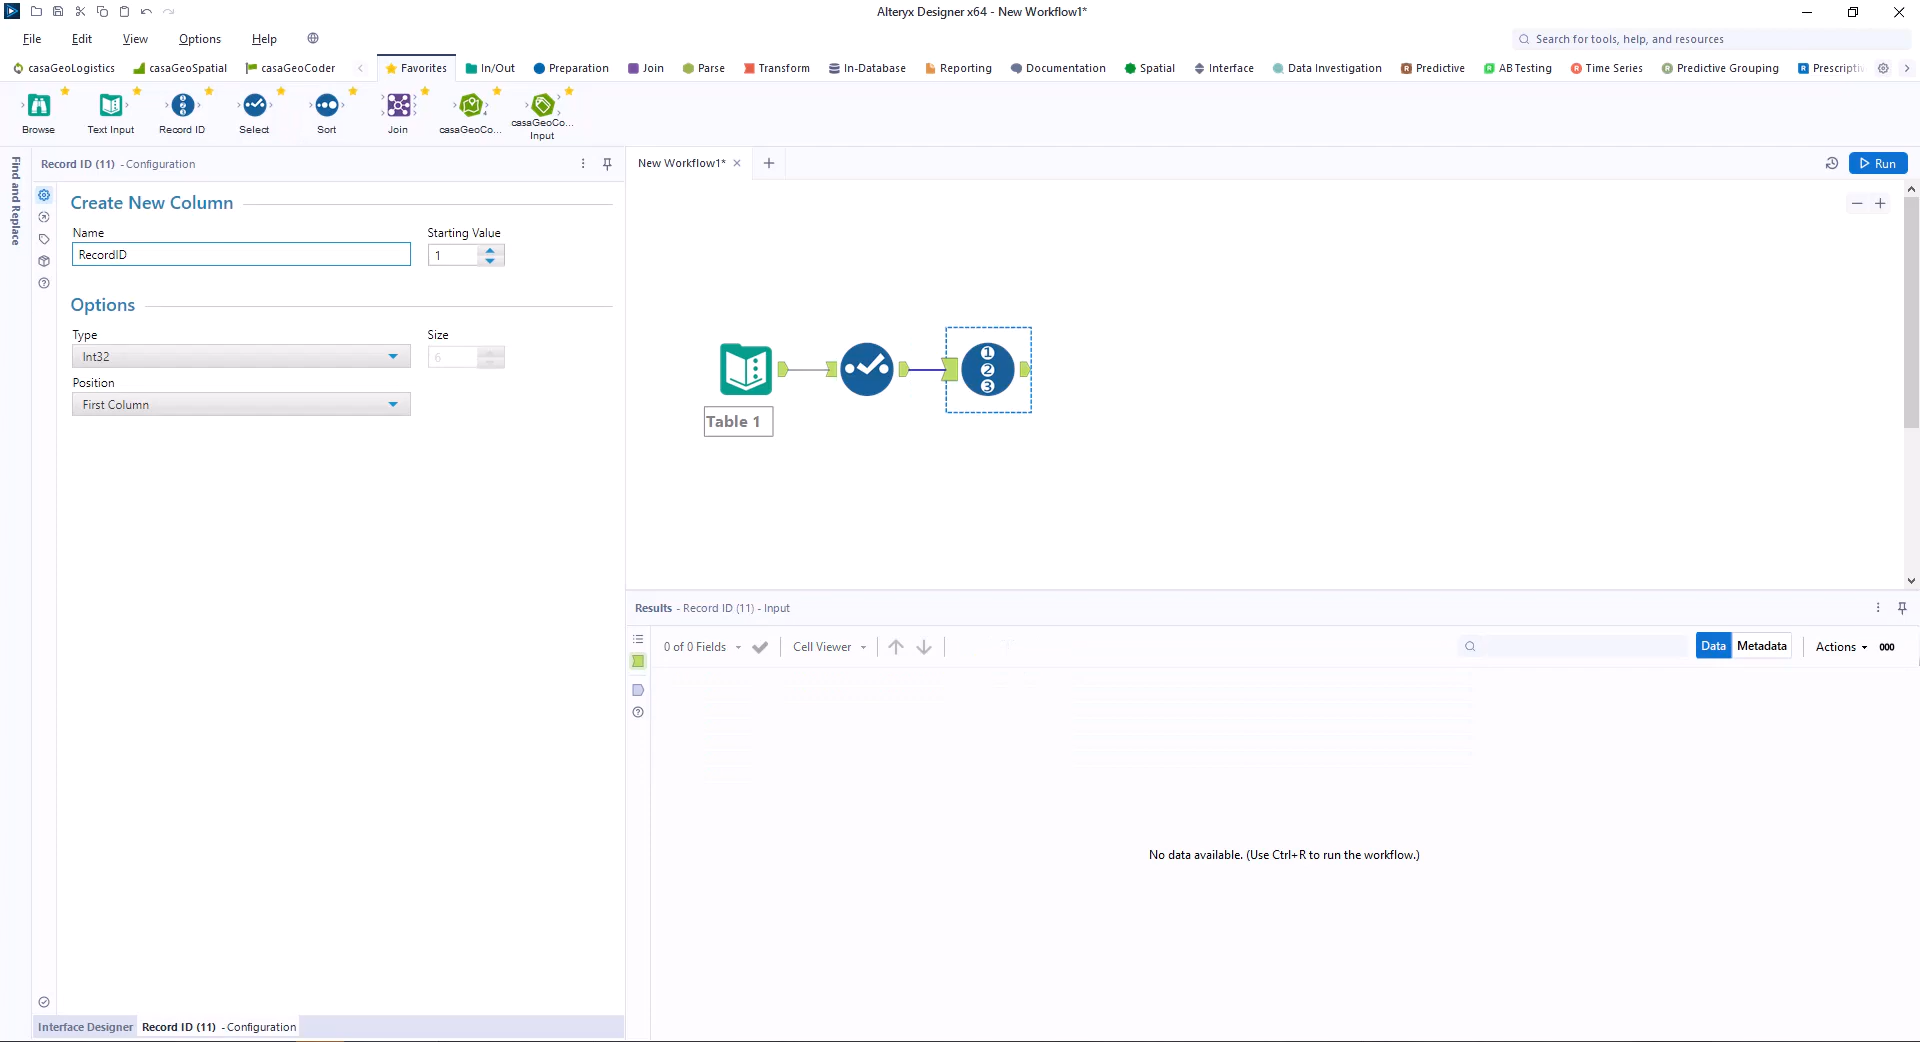 Alteryx Designer x64 - New Workflow1*
File Edit View Options Help
Search for tools, help, and resources
casaGeoLogistics casaGeoSpatial casaGeoCoder Favorites In/Out Preparation Join Parse Transform In-Database Reporting Documentation Spatial Interface Data Investigation Predictive AB Testing Time Series Predictive Grouping Prescriptiv
Browse Text Input Record ID Select Sort Join casaGeoCo... casaGeoCo...
Input
Find and Replace
Record ID (11) - Configuration
New Workflow1*
Run
Create New Column
Name Starting Value
RecordID 1
Options
Type Size
Int32 6
Position
First Column
1
2
3
Table 1
Results - Record ID (11) - Input
0 of 0 Fields Cell Viewer Data Metadata Actions 000
No data available. (Use Ctrl+R to run the workflow.)
Interface Designer Record ID (11) - Configuration